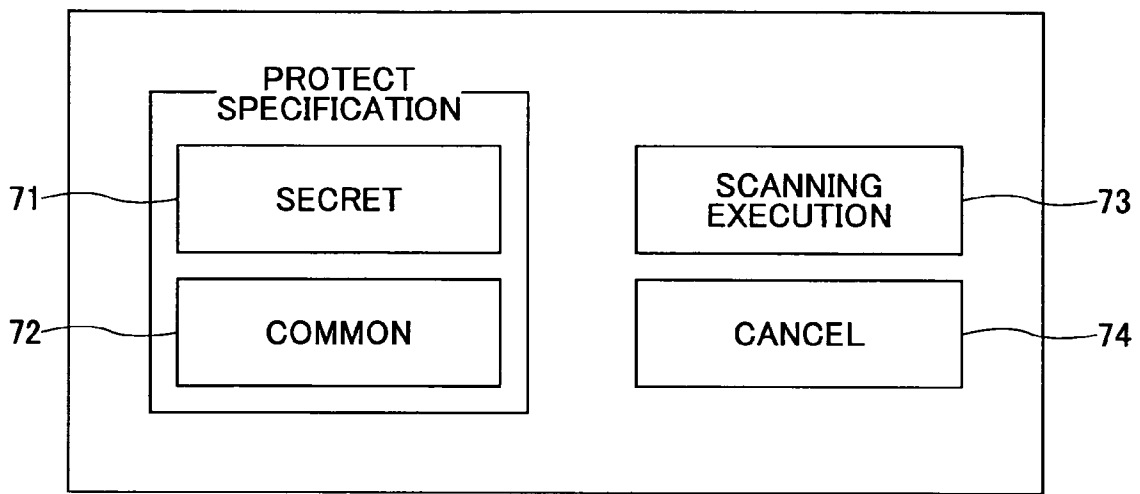 PROTECT
SPECIFICATION
71
SECRET
SCANNING
EXECUTION
73
72
COMMON
CANCEL
74